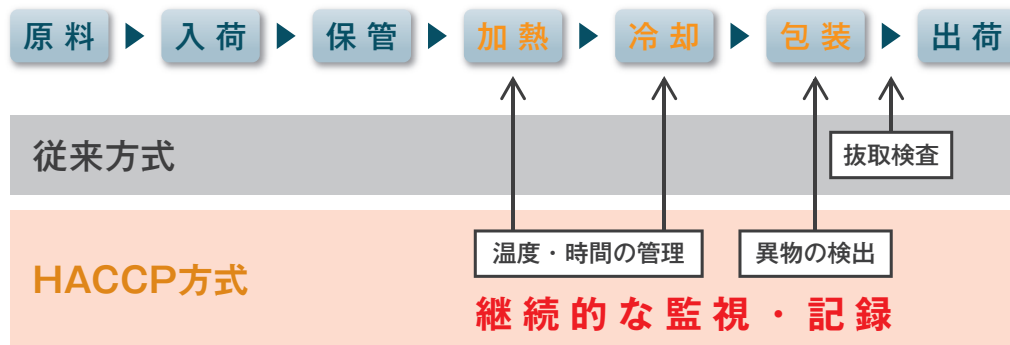 原料 ▶ 入荷 ▶ 保管 ▶ 加熱 ▶ 冷却 ▶ 包装 ▶ 出荷
従来方式
抜取検査
温度・時間の管理
異物の検出
HACCP方式
継続的な監視・記録